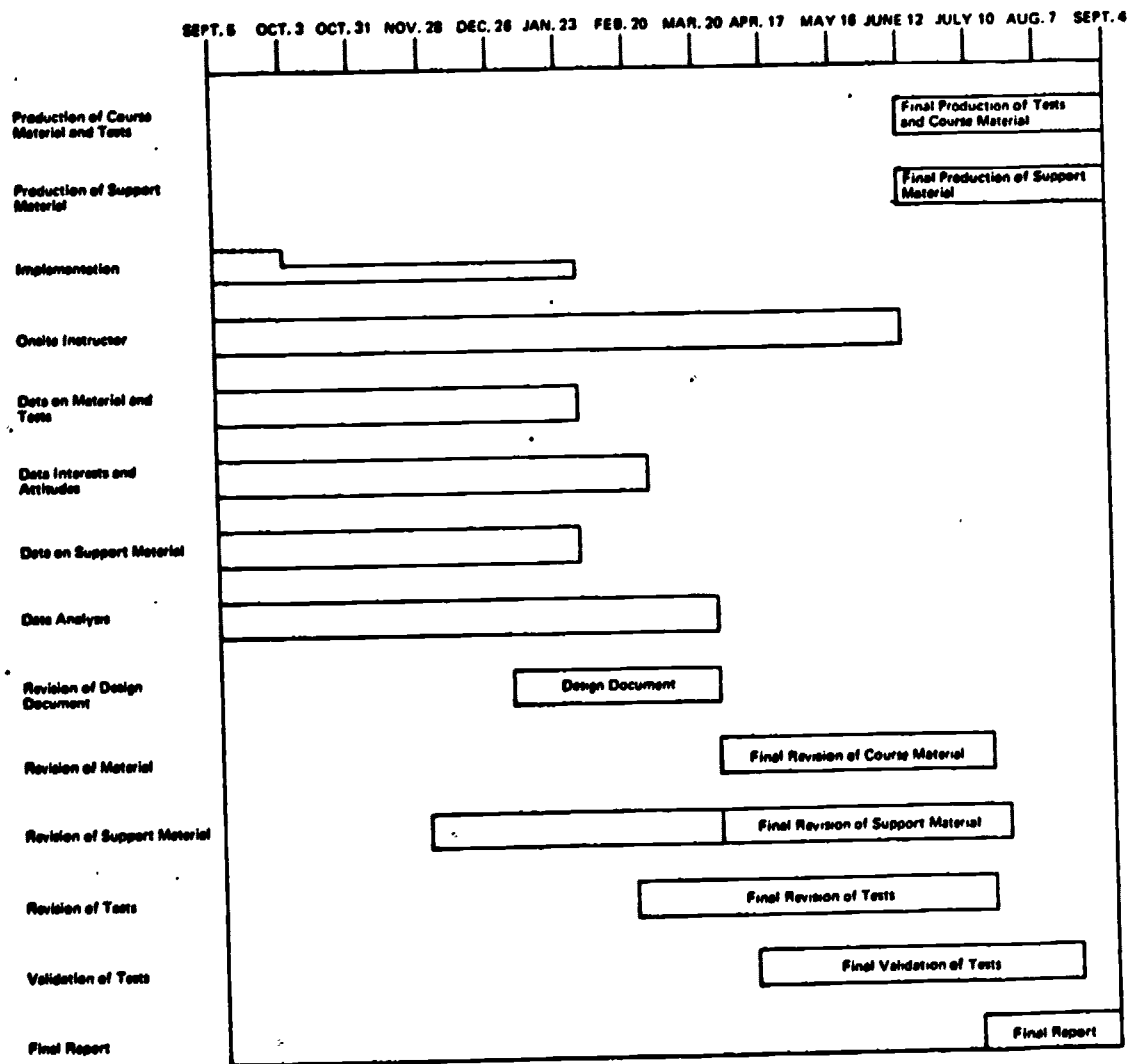 SEPT. 5 OCT. 3 OCT. 31 NOV. 28 DEC. 26 JAN. 23 FEB. 20 MAR. 20 APR. 17 MAY 16 JUNE 12 JULY 10 AUG. 7 SEPT. 4
Production of Course
Material and Tests
Final Production of Tests
and Course Material
Production of Support
Material
Final Production of Support
Material
Implementation
Onsite Instructor
Data on Material and
Tests
Data Interests and
Attitudes
Data on Support Material
Data Analysis
Revision of Design
Document
Design Document
Revision of Material
Final Revision of Course Material
Revision of Support Material
Final Revision of Support Material
Revision of Tests
Final Revision of Tests
Validation of Tests
Final Validation of Tests
Final Report
Final Report